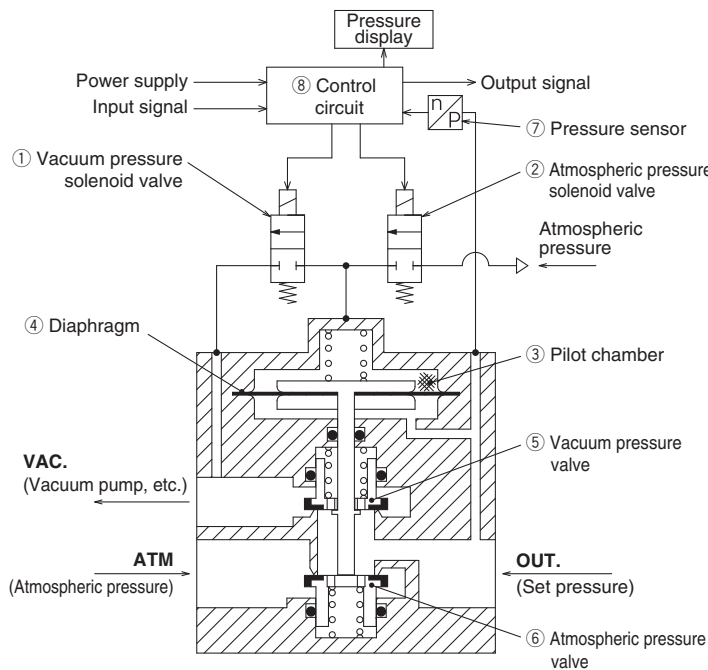 Pressure
display
Power supply
Input signal
⑧ Control
circuit
Output signal
n
P
⑦ Pressure sensor
① Vacuum pressure
solenoid valve
② Atmospheric pressure
solenoid valve
Atmospheric
pressure
④ Diaphragm
③ Pilot chamber
⑤ Vacuum pressure
valve
VAC.
(Vacuum pump, etc.)
ATM
(Atmospheric pressure)
OUT.
(Set pressure)
⑥ Atmospheric pressure
valve